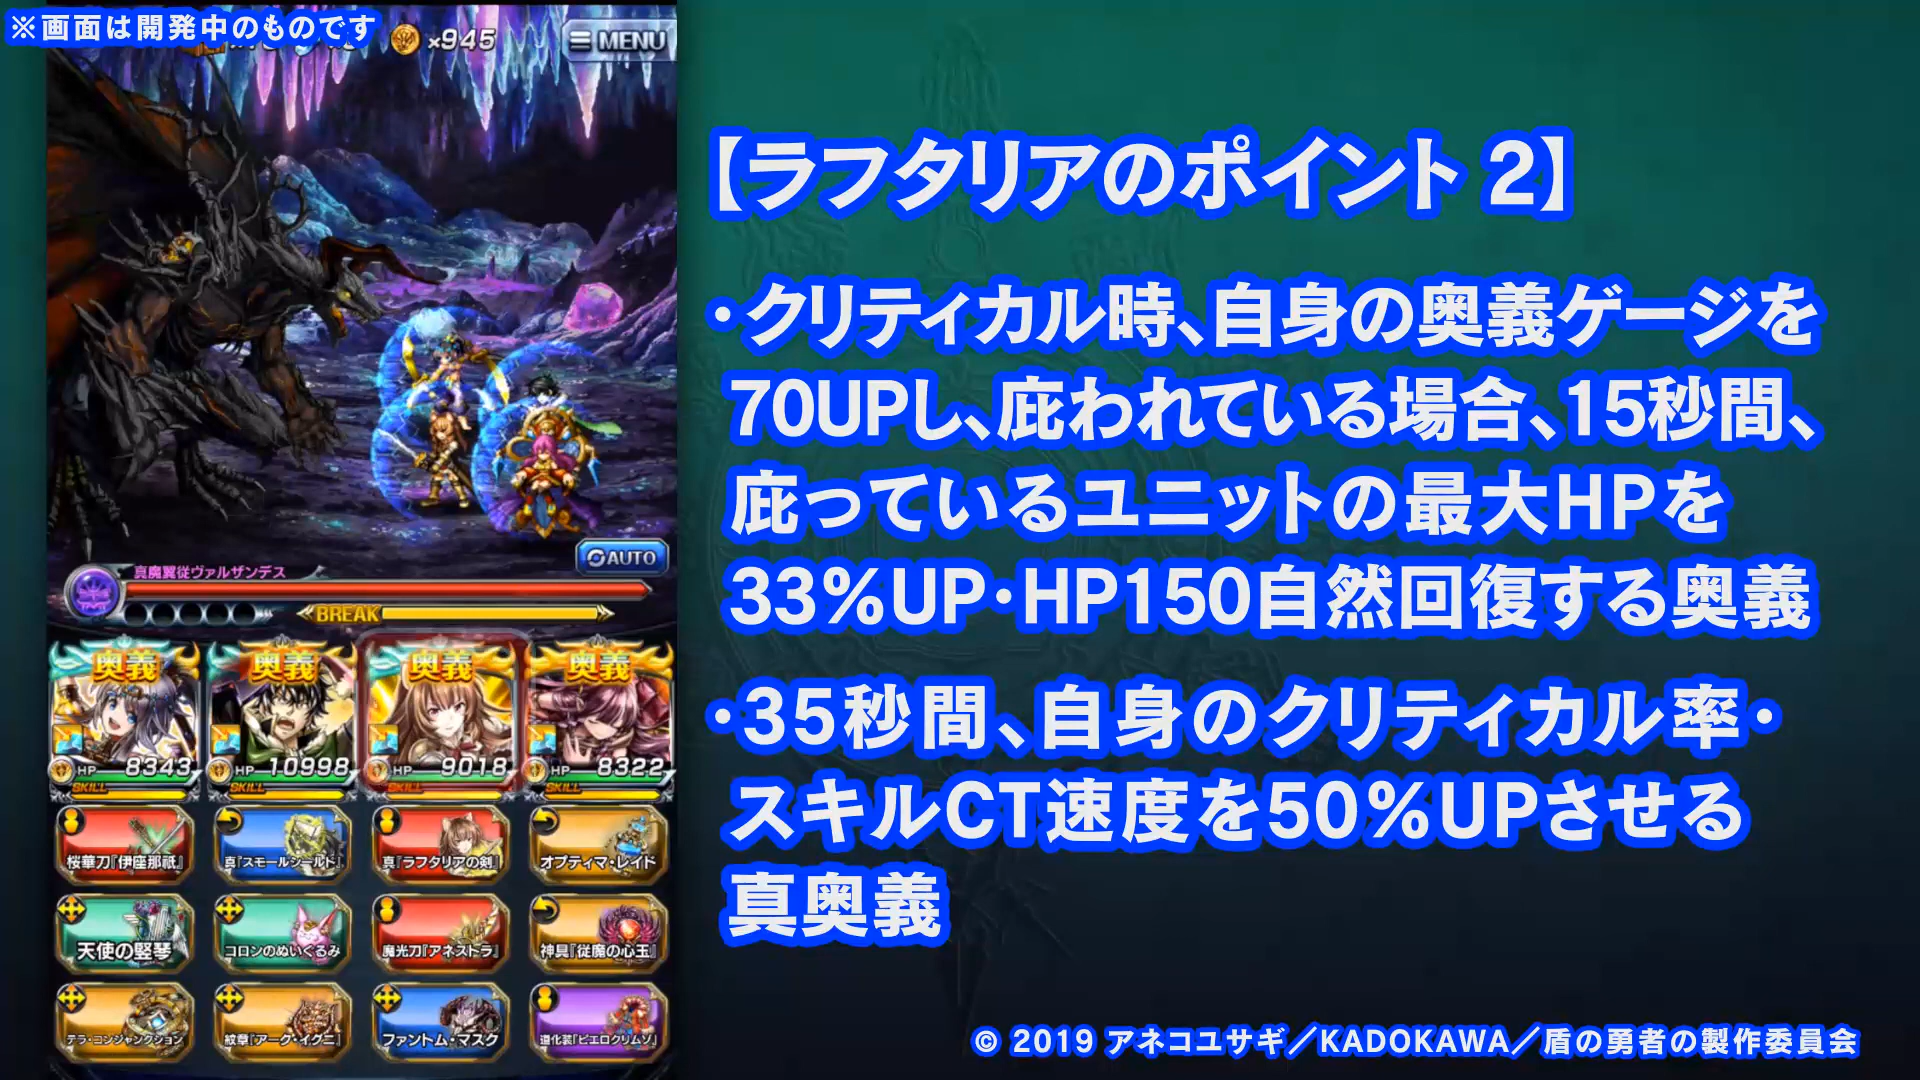 ※画面は開発中のものです
×945
MENU
【ラフタリアのポイント 2】
・クリティカル時、自身の奥義ゲージを
70UPし、庇われている場合、15秒間、
庇っているユニットの最大HPを
33%UP・HP150自然回復する奥義
・35秒間、自身のクリティカル率・
スキルCT速度を50%UPさせる
真奥義
AUTO
真魔翼従ヴァルザンデス
BREAK
奥義 奥義 奥義 奥義
HP 8343 HP 10998 HP 9018 HP 8322
SKILL SKILL SKILL SKILL
桜華刀『伊座那祇』 真『スモールシールド』 真『ラフタリアの剣』 オプティマ・レイド
天使の竪琴 コロンのぬいぐるみ 魔光刀『アネストラ』 神具『従魔の心玉』
テラ・コンジャンクション 紋章『アーク・イグニ』 ファントム・マスク 道化装『ピエロクリムゾ』
© 2019 アネコユサギ／KADOKAWA／盾の勇者の製作委員会